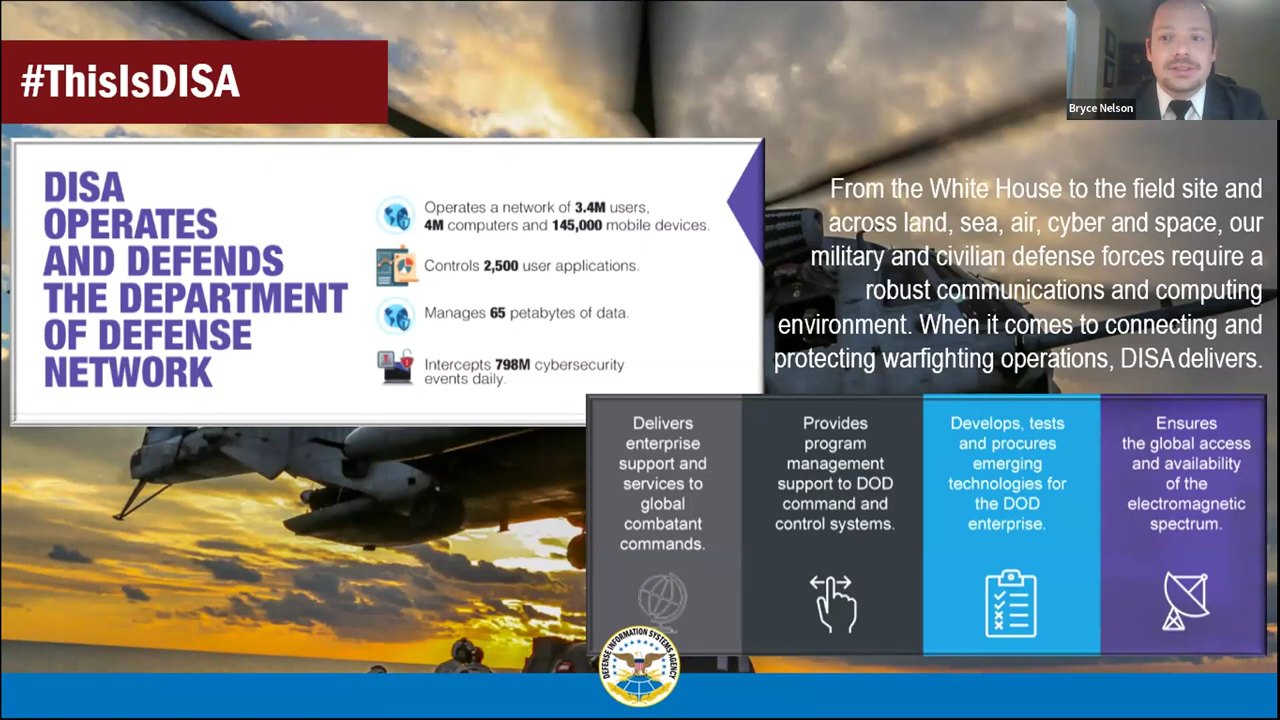 #ThisIsDISA
Bryce Nelson
DISA
OPERATES
AND DEFENDS
THE DEPARTMENT
OF DEFENSE
NETWORK
Operates a network of 3.4M users,
4M computers and 145,000 mobile devices.
Controls 2,500 user applications.
Manages 65 petabytes of data.
Intercepts 798M cybersecurity
events daily.
From the White House to the field site and
across land, sea, air, cyber and space, our
military and civilian defense forces require a
robust communications and computing
environment. When it comes to connecting and
protecting warfighting operations, DISA delivers.
Delivers
enterprise
support and
services to
global
combatant
commands.
Provides
program
management
support to DOD
command and
control systems.
Develops, tests
and procures
emerging
technologies for
the DOD
enterprise.
Ensures
the global access
and availability
of the
electromagnetic
spectrum.
DEFENSE INFORMATION SYSTEMS AGENCY